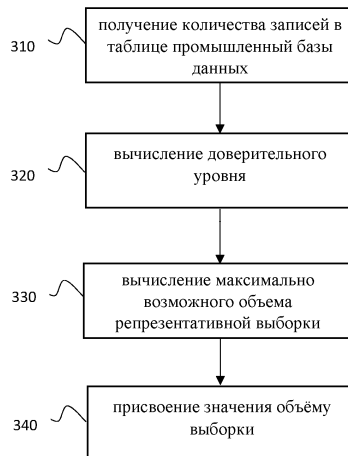 310
получение количества записей в
таблице промышленный базы
данных
320
вычисление доверительного
уровня
330
вычисление максимально
возможного объема
репрезентативной выборки
340
присвоение значения объёму
выборки